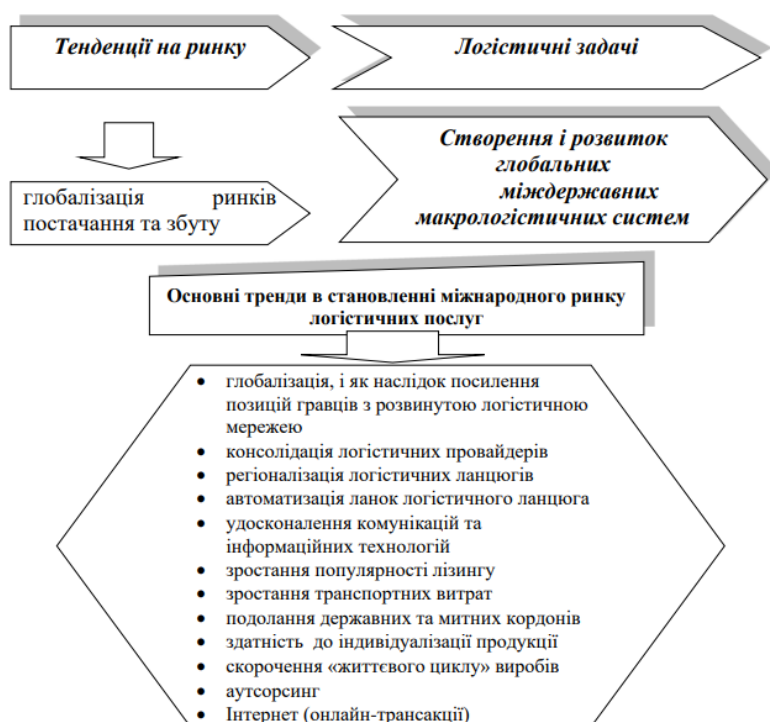 Тенденції на ринку
Логістичні задачі
глобалізація ринків
постачання та збуту
Створення і розвиток
глобальних
міждержавних
макрологістичних систем
Основні тренди в становленні міжнародного ринку
логістичних послуг
• глобалізація, і як наслідок посилення
позицій гравців з розвинутою логістичною
мережею
• консолідація логістичних провайдерів
• регіоналізація логістичних ланцюгів
• автоматизація ланок логістичного ланцюга
• удосконалення комунікацій та
інформаційних технологій
• зростання популярності лізингу
• зростання транспортних витрат
• подолання державних та митних кордонів
• здатність до індивідуалізації продукції
• скорочення «життєвого циклу» виробів
• аутсорсинг
• Інтернет (онлайн-трансакції)